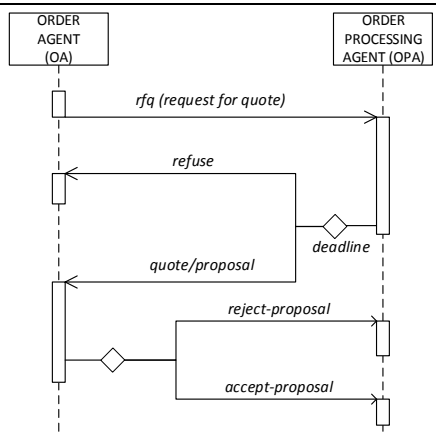 ORDER
AGENT
(OA)
ORDER
PROCESSING
AGENT (OPA)
rfq (request for quote)
refuse
deadline
quote/proposal
reject-proposal
accept-proposal